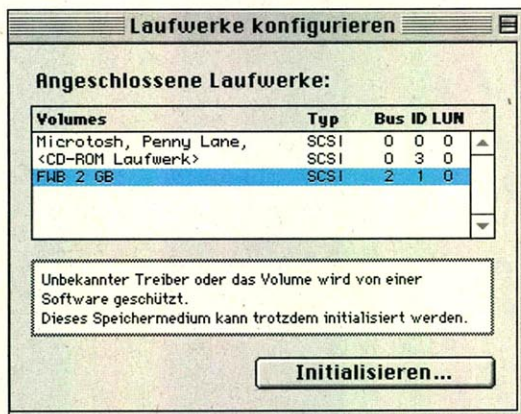 Laufwerke konfigurieren
Angeschlossene Laufwerke:
Volumes Typ Bus ID LUN
Microtosh, Penny Lane, SCSI 0 0 0
<CD-ROM Laufwerk> SCSI 0 3 0
FWB 2 GB SCSI 2 1 0
Unbekannter Treiber oder das Volume wird von einer
Software geschützt.
Dieses Speichermedium kann trotzdem initialisiert werden.
Initialisieren...